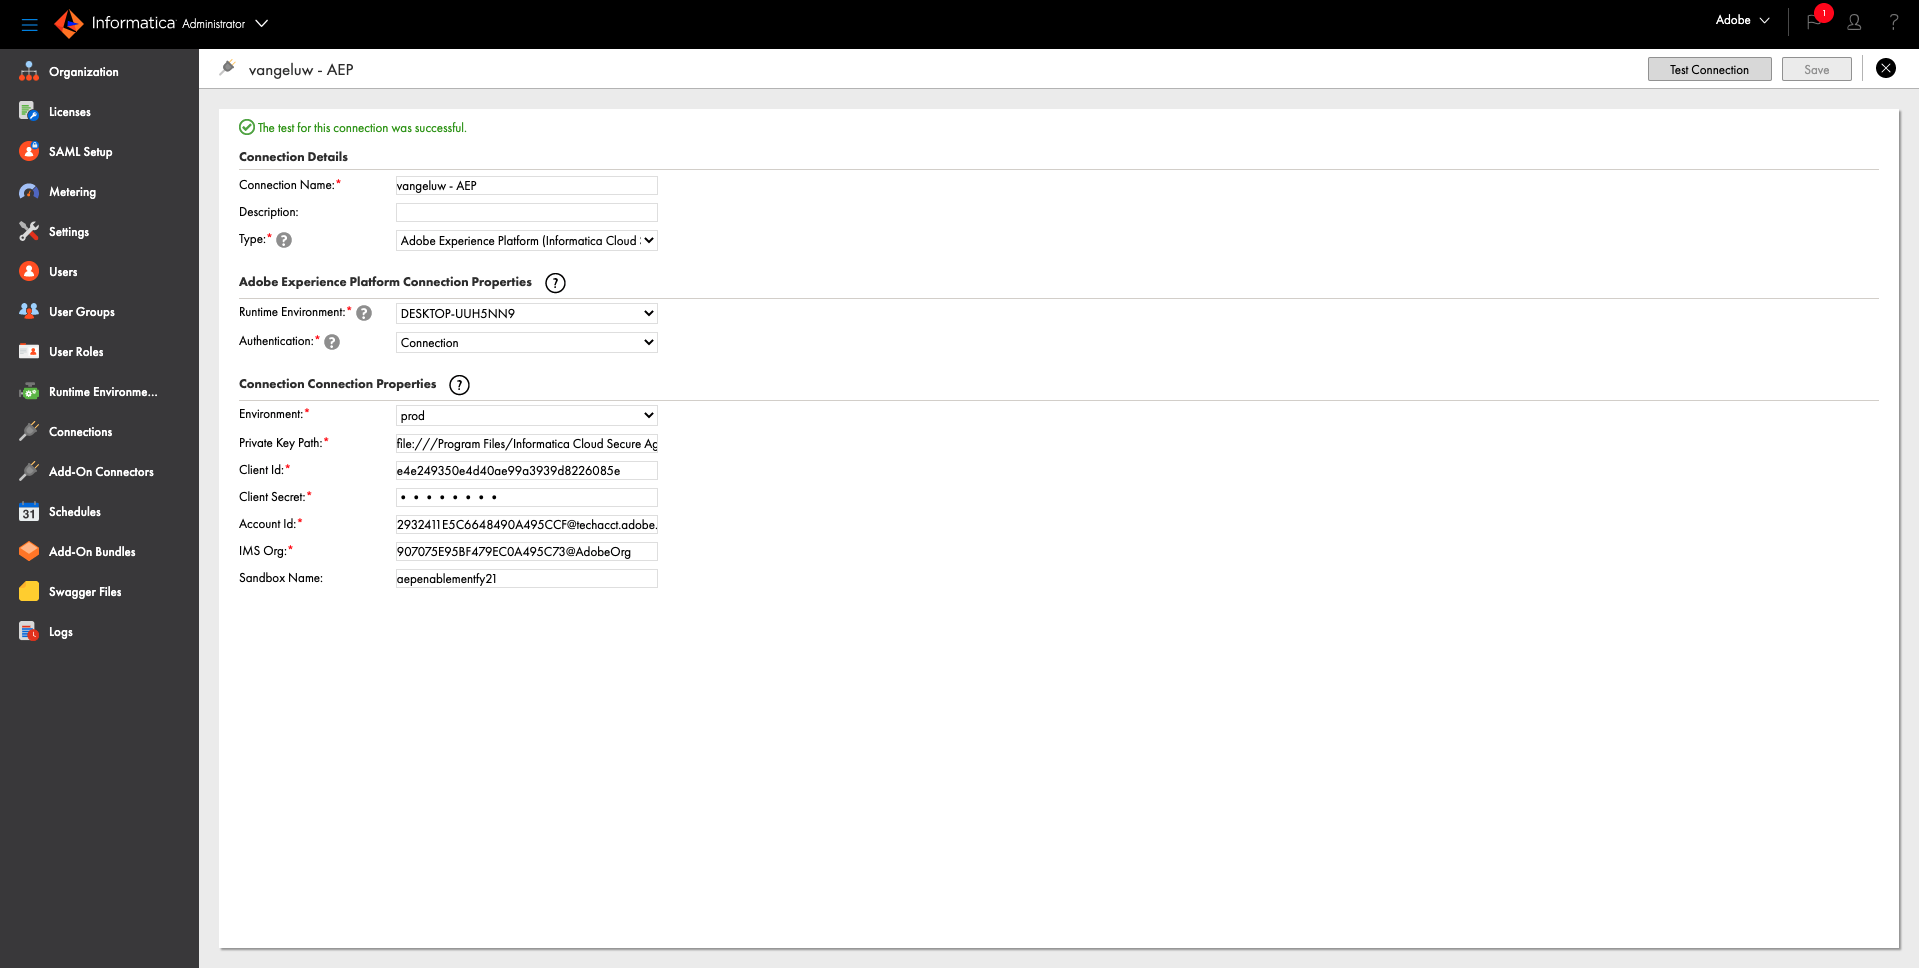 Informatica Administrator
Adobe
1
?
Organization
Licenses
SAML Setup
Metering
Settings
Users
User Groups
User Roles
Runtime Environme...
Connections
Add-On Connectors
31 Schedules
Add-On Bundles
Swagger Files
Logs
vangeluw - AEP
Test Connection
Save
The test for this connection was successful.
Connection Details
Connection Name:* vangeluw - AEP
Description:
Type:* ? Adobe Experience Platform (Informatica Cloud
Adobe Experience Platform Connection Properties ?
Runtime Environment:* ? DESKTOP-UUH5NN9
Authentication:* ? Connection
Connection Connection Properties ?
Environment:* prod
Private Key Path:* file:///Program Files/Informatica Cloud Secure Ag
Client Id:* e4e249350e4d40ae99a3939d8226085e
Client Secret:* • • • • • • • •
Account Id:* 2932411E5C6648490A495CCF@techacct.adobe.
IMS Org:* 907075E95BF479EC0A495C73@AdobeOrg
Sandbox Name: aepenablementfy21